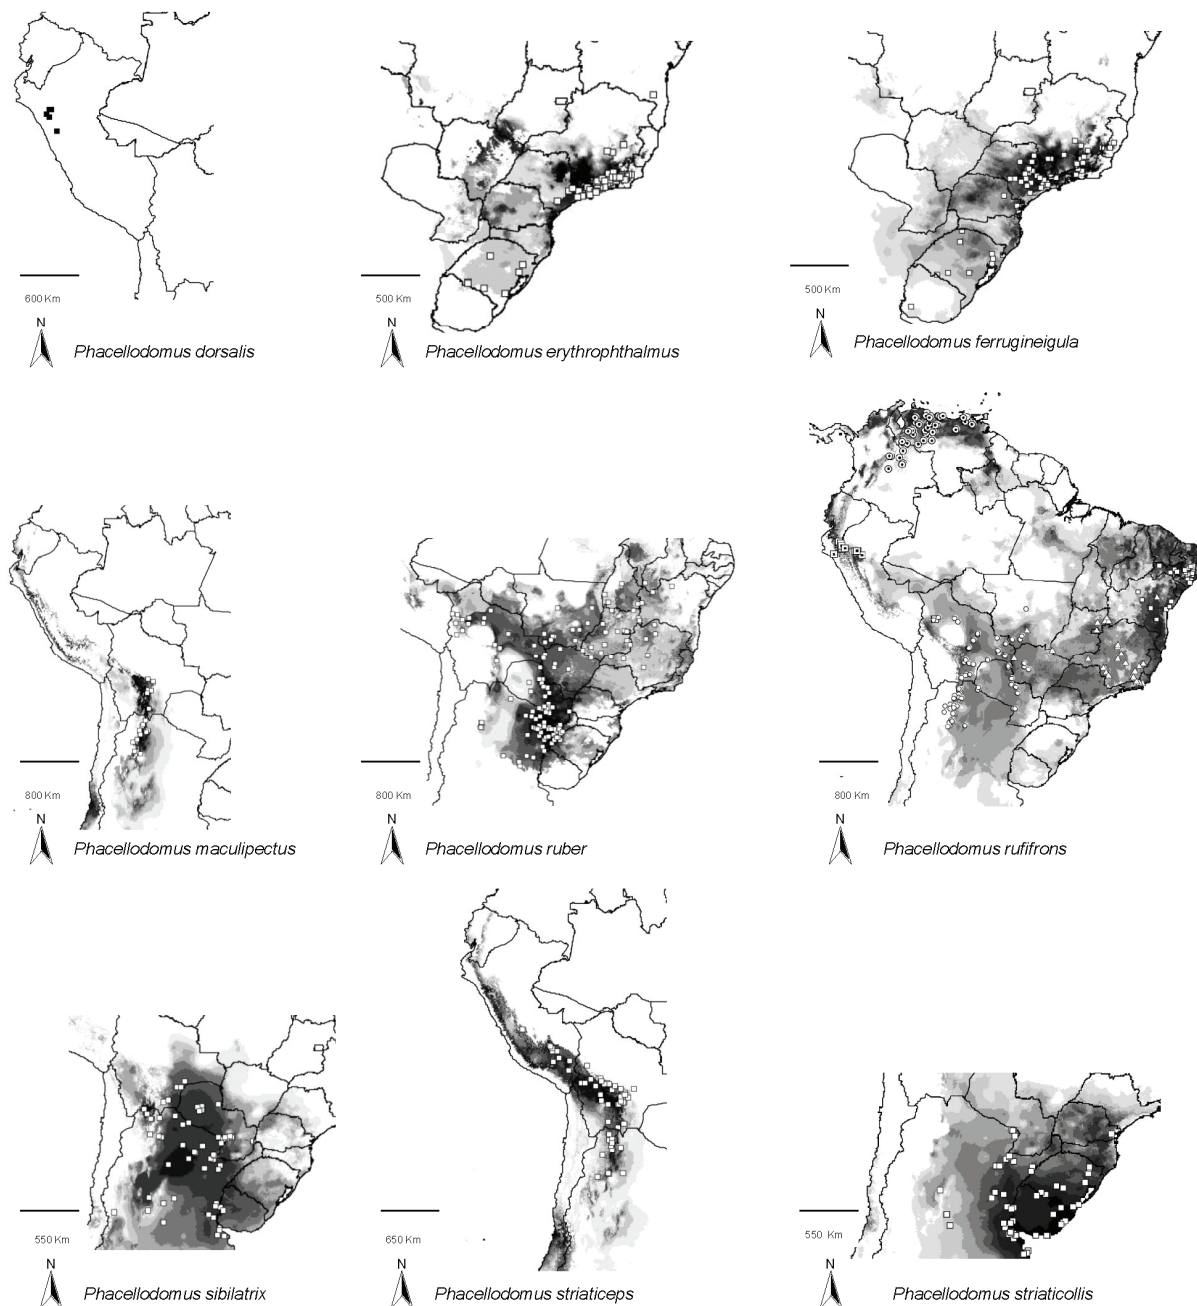 600 Km
N
Phacellodomus dorsalis
500 Km
N
Phacellodomus erythrophthalmus
500 Km
N
Phacellodomus ferrugineigula
800 Km
N
Phacellodomus maculipectus
800 Km
N
Phacellodomus ruber
800 Km
N
Phacellodomus rufifrons
550 Km
N
Phacellodomus sibilatrix
650 Km
N
Phacellodomus striaticeps
550 Km
N
Phacellodomus striaticollis